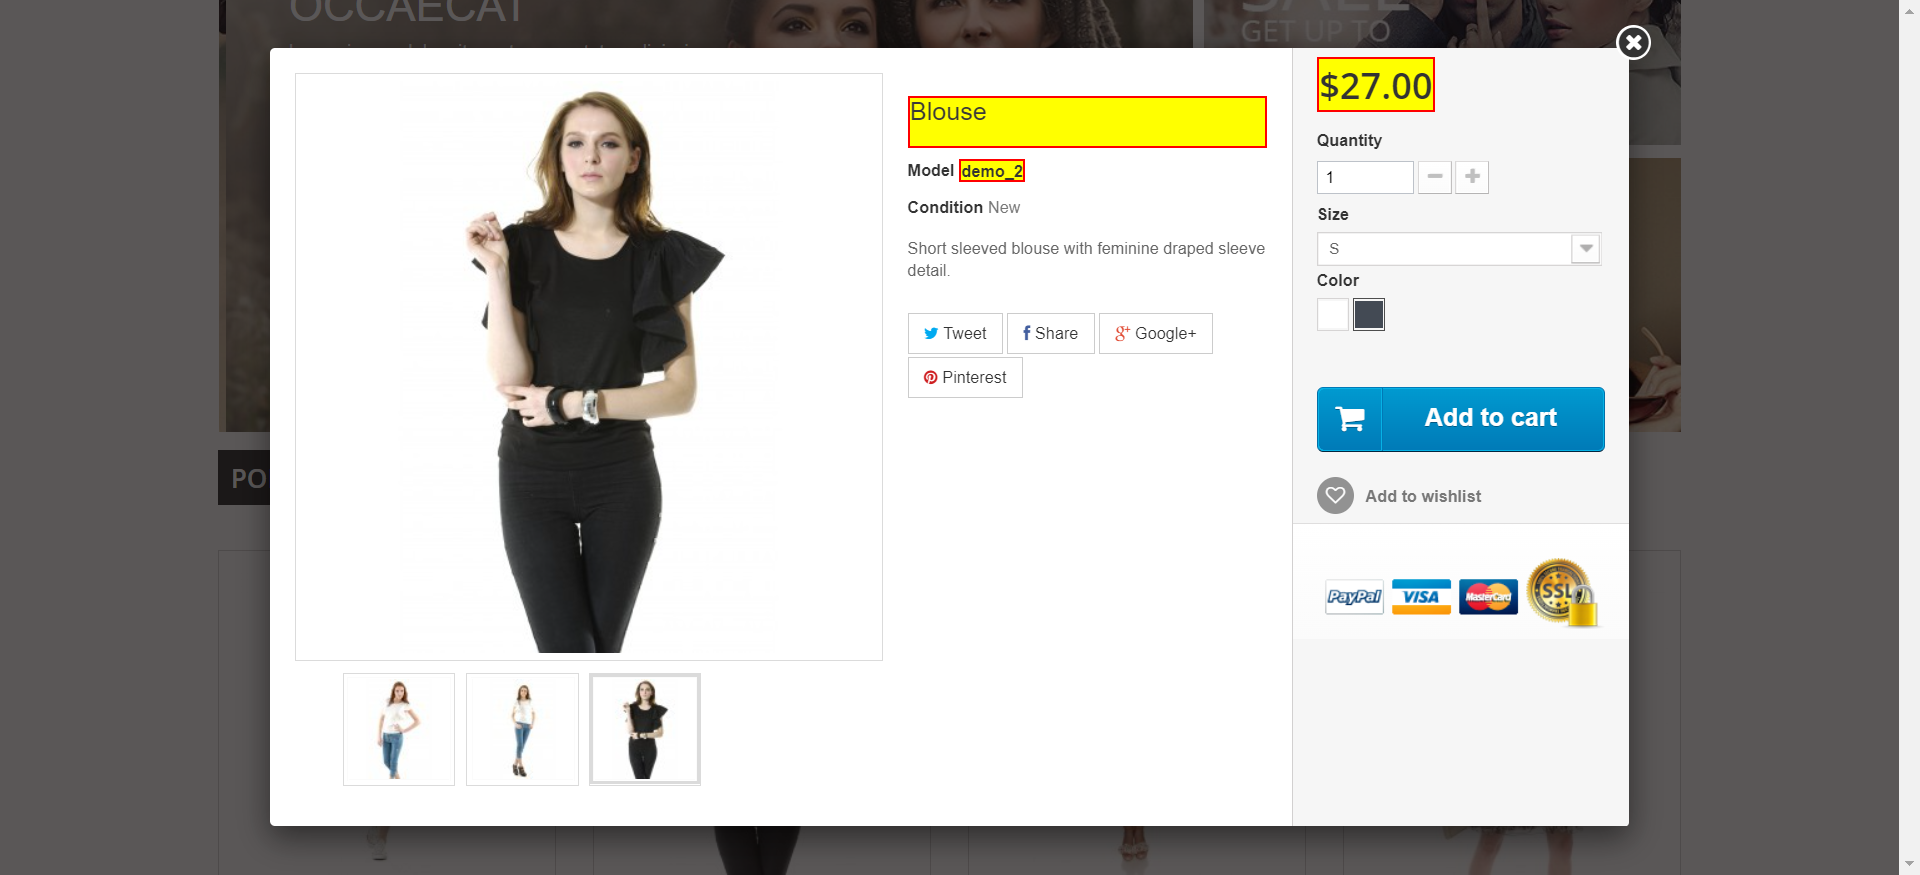 OCCAECAT
GET UP TO
$27.00
Blouse
Quantity
Model demo_2
1
Condition New
Size
Short sleeved blouse with feminine draped sleeve
detail.
S
Color
Tweet
Share
Google+
Pinterest
Add to cart
PO
Add to wishlist
PayPal
VISA
MasterCard
SSL